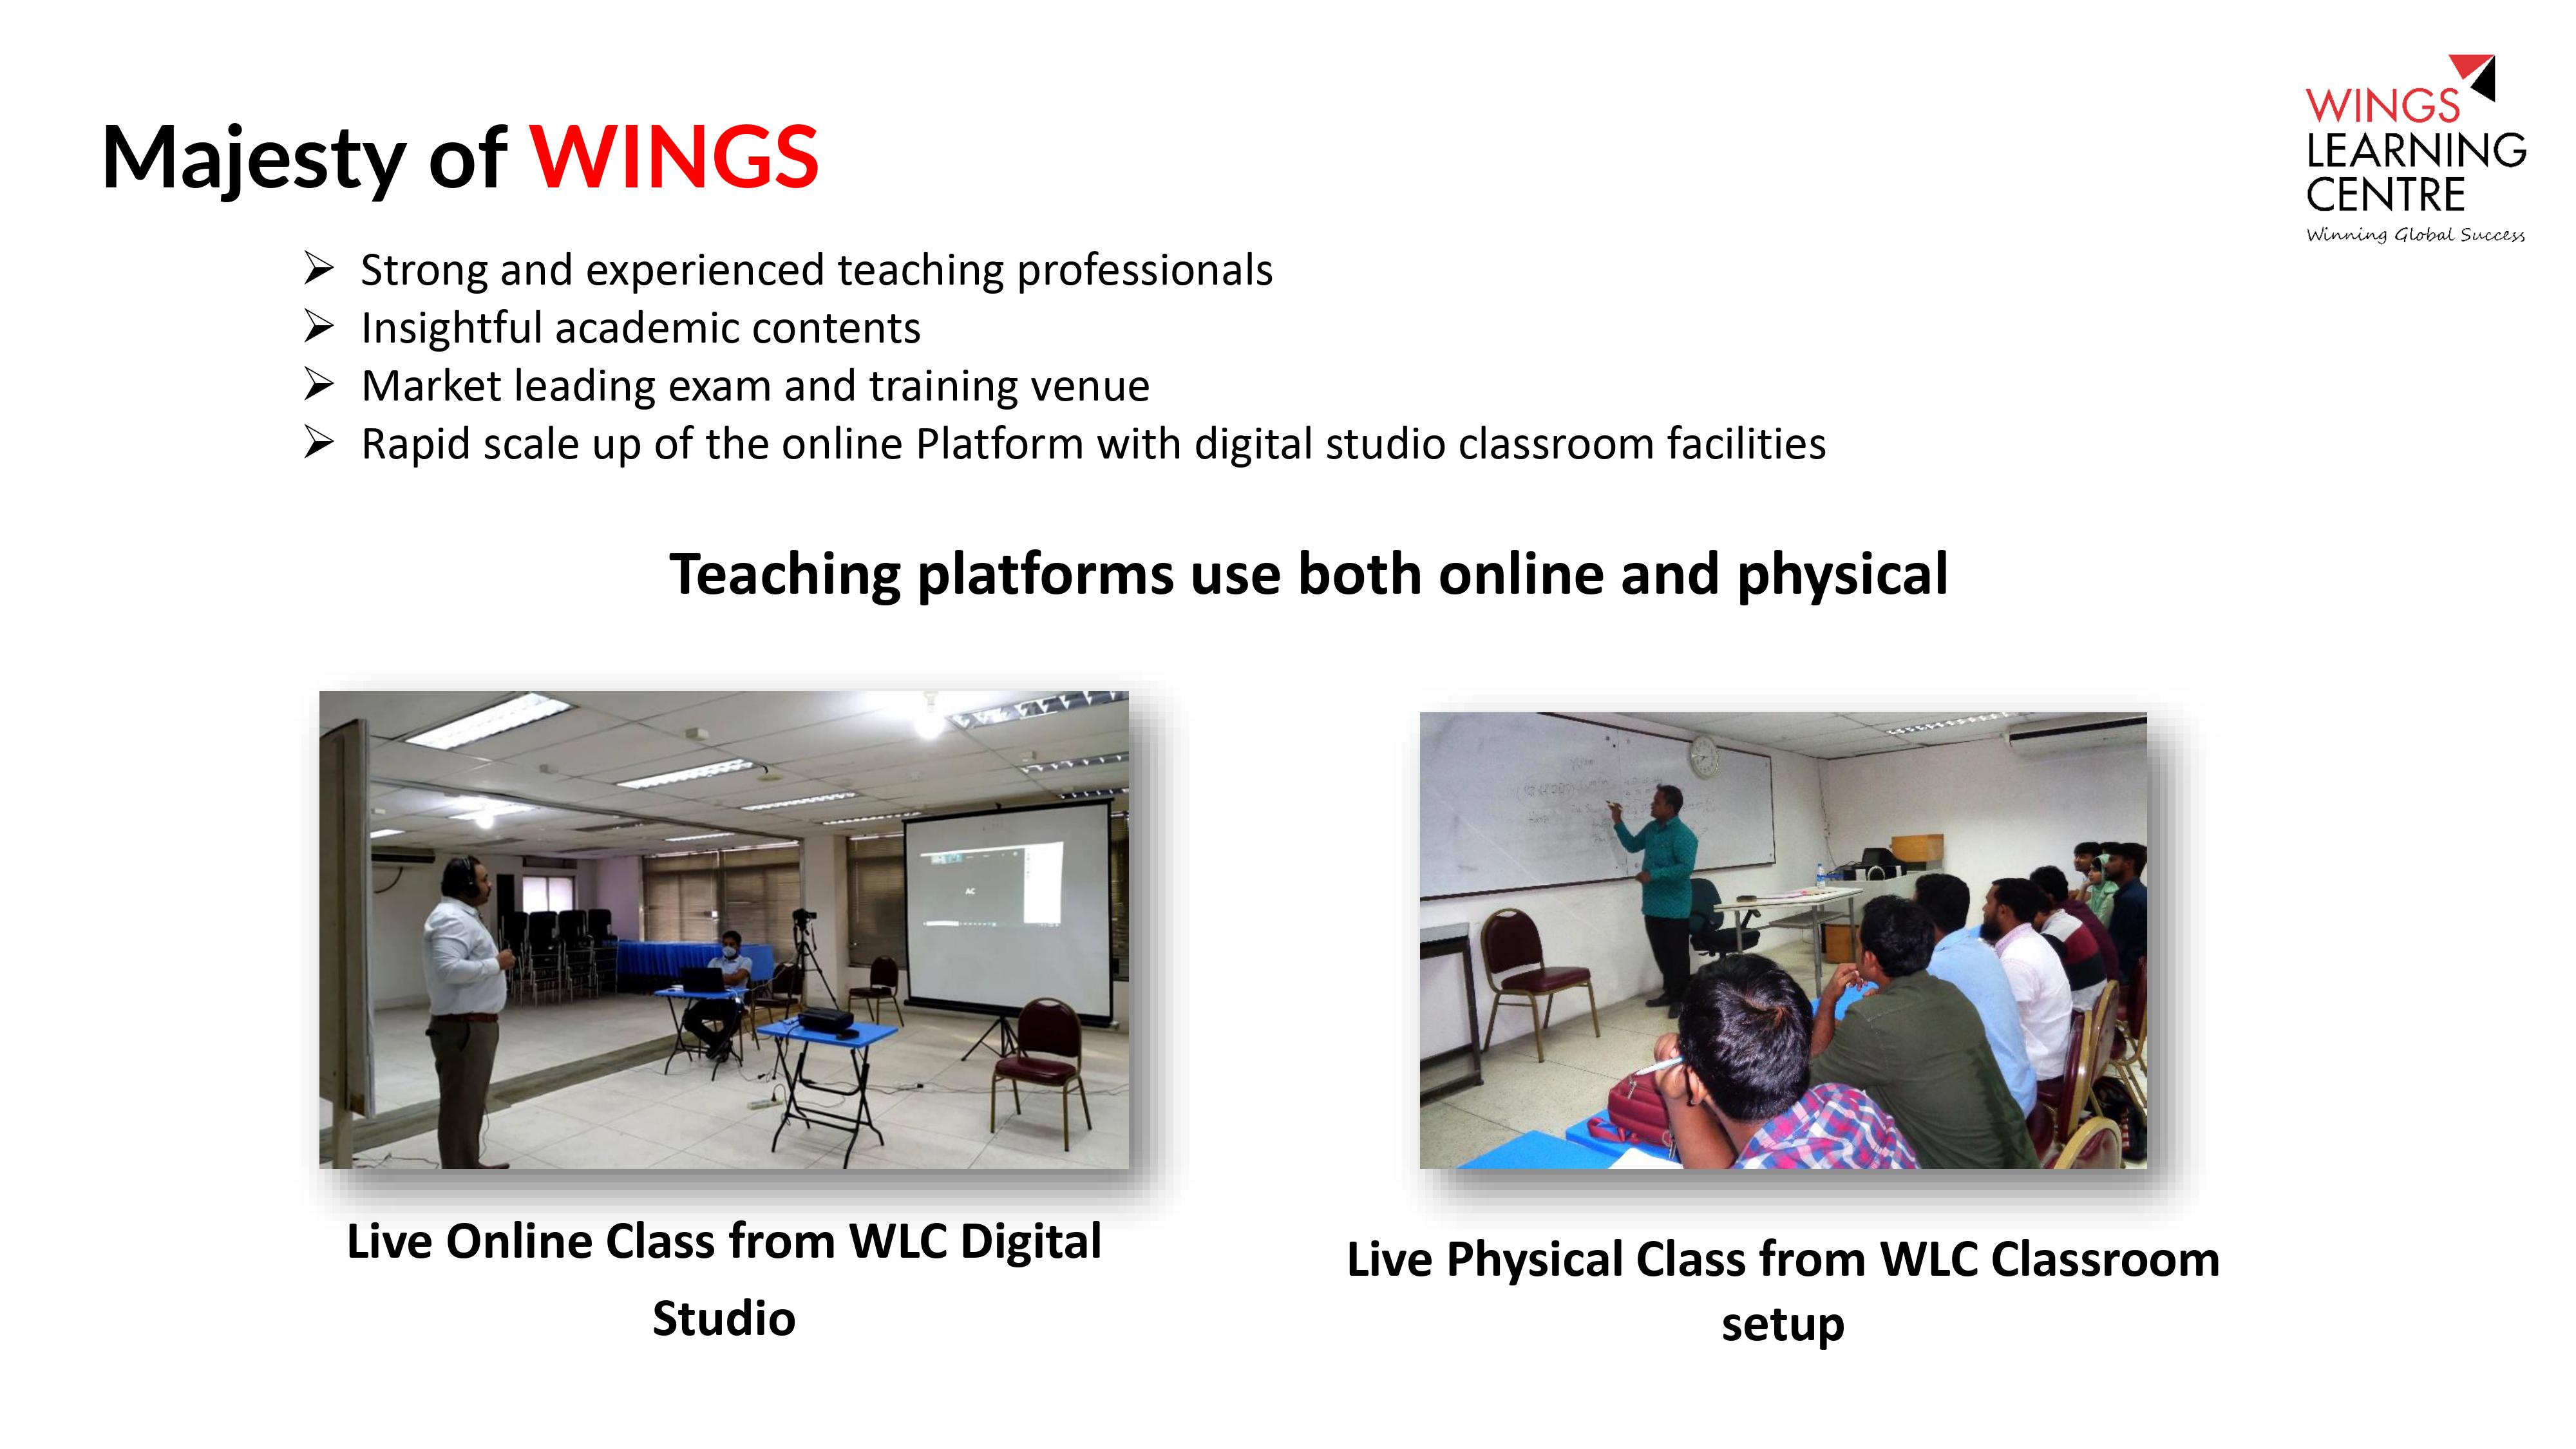 Majesty of WINGS
WINGS
LEARNING
CENTRE
Winning Global Success
Strong and experienced teaching professionals
Insightful academic contents
Market leading exam and training venue
Rapid scale up of the online Platform with digital studio classroom facilities
Teaching platforms use both online and physical
AC
Live Online Class from WLC Digital
Studio
Live Physical Class from WLC Classroom
setup